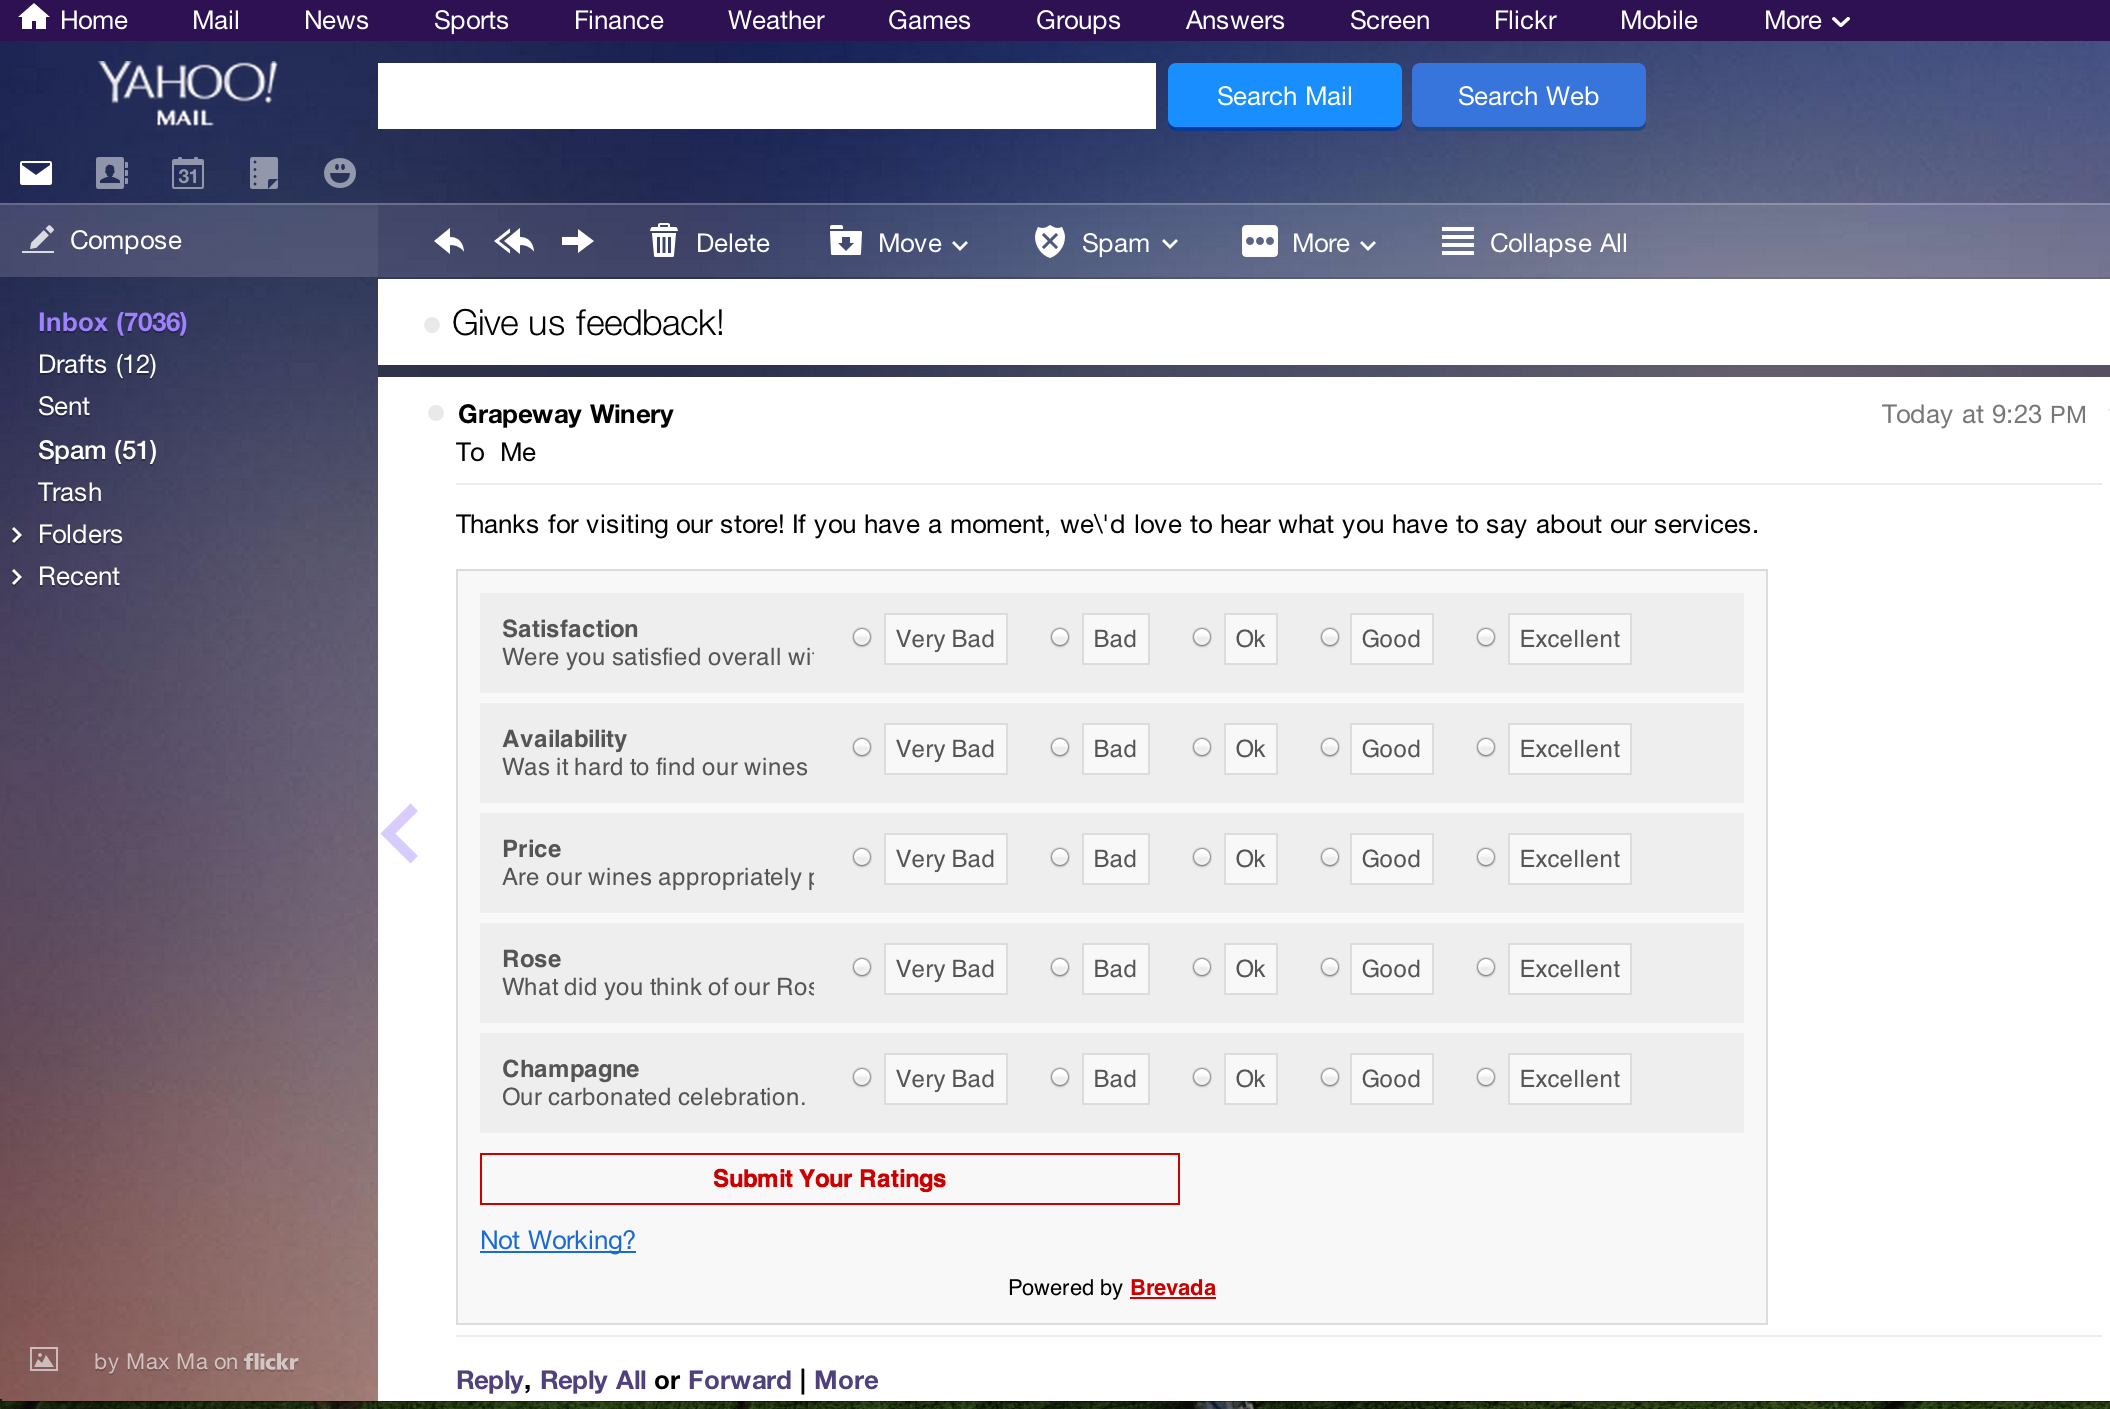 Home Mail News Sports Finance Weather Games Groups Answers Screen Flickr Mobile More
YAHOO!
MAIL
Search Mail Search Web
31
Compose
Delete Move Spam More Collapse All
Inbox (7036)
Drafts (12)
Sent
Spam (51)
Trash
Folders
Recent
Give us feedback!
Grapeway Winery Today at 9:23 PM
To Me
Thanks for visiting our store! If you have a moment, we\'d love to hear what you have to say about our services.
Satisfaction
Were you satisfied overall wi
Very Bad Bad Ok Good Excellent
Availability
Was it hard to find our wines
Very Bad Bad Ok Good Excellent
Price
Are our wines appropriately p
Very Bad Bad Ok Good Excellent
Rose
What did you think of our Ros
Very Bad Bad Ok Good Excellent
Champagne
Our carbonated celebration.
Very Bad Bad Ok Good Excellent
Submit Your Ratings
Not Working?
Powered by Brevada
by Max Ma on flickr
Reply, Reply All or Forward | More